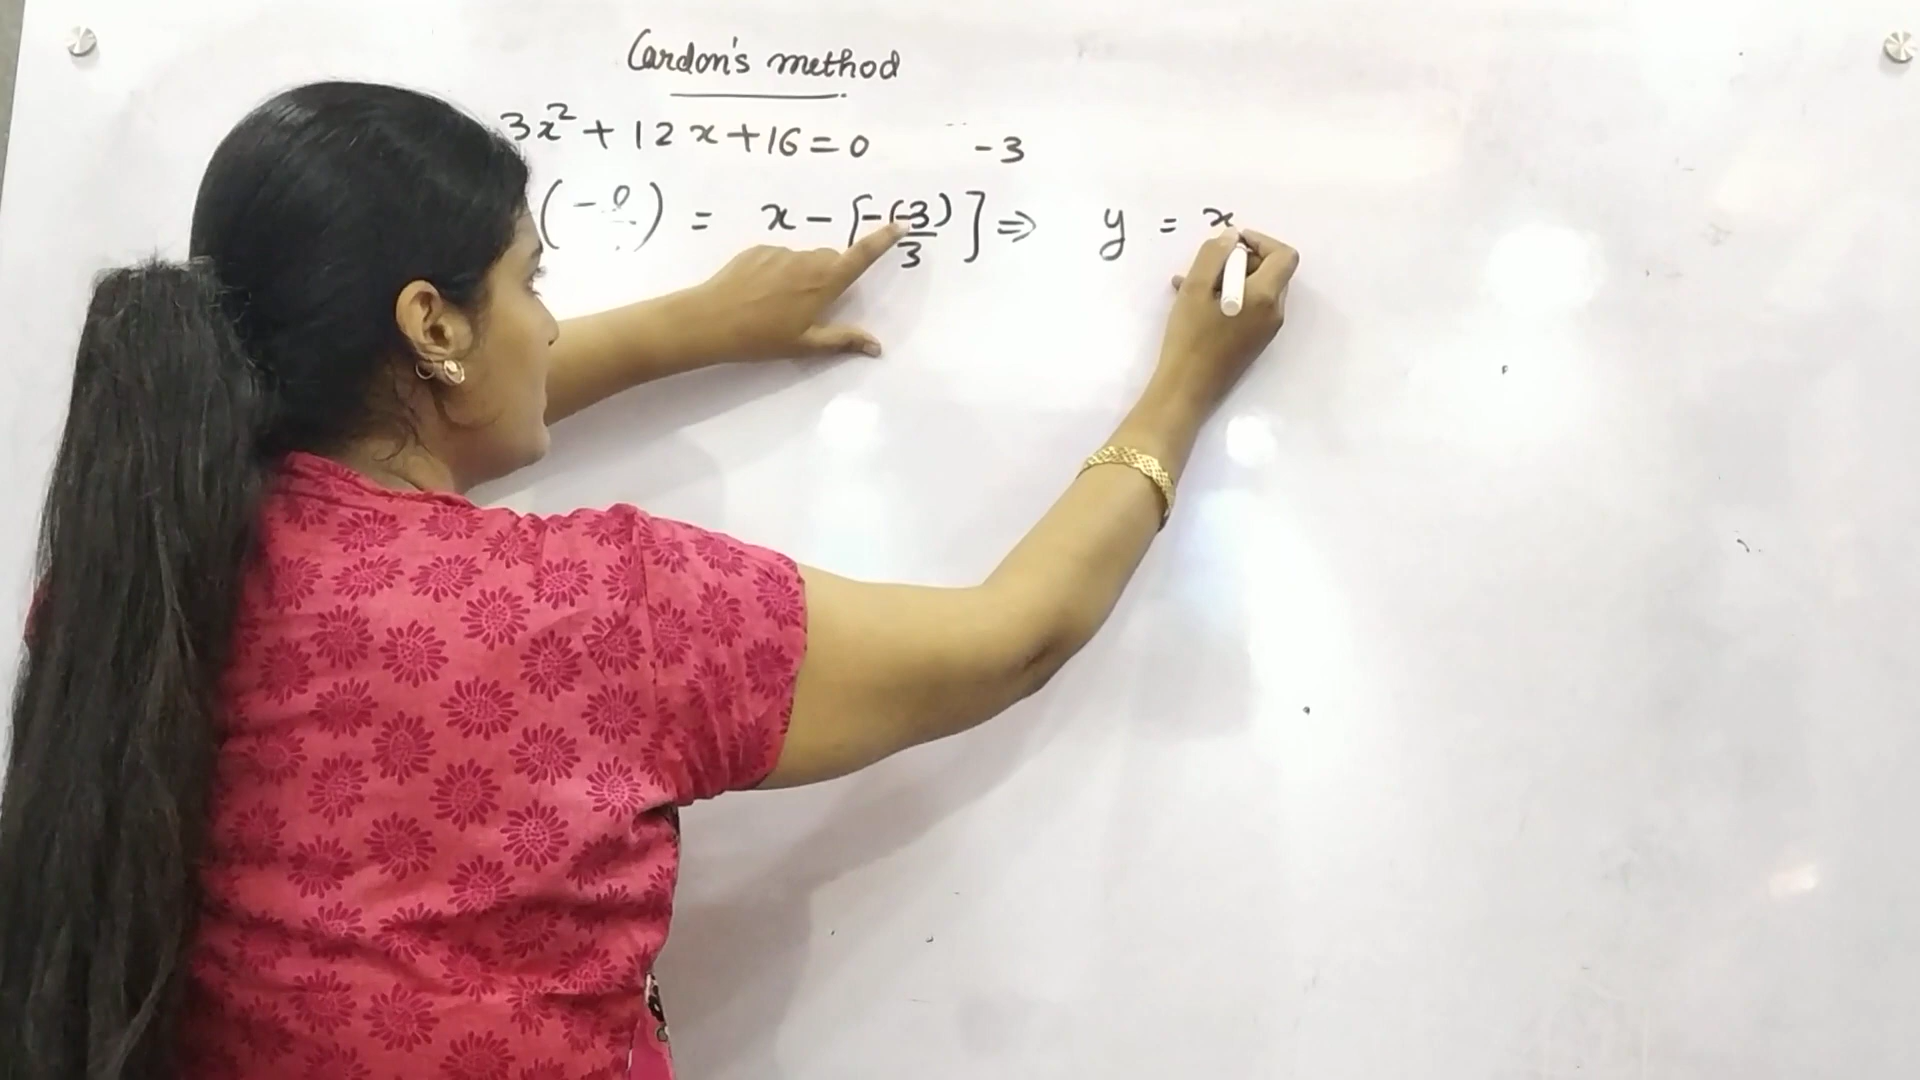 Cardon's method
3x² + 12x + 16 = 0 -3
(-) = x - [-(-3)/3] ⇒ y = x